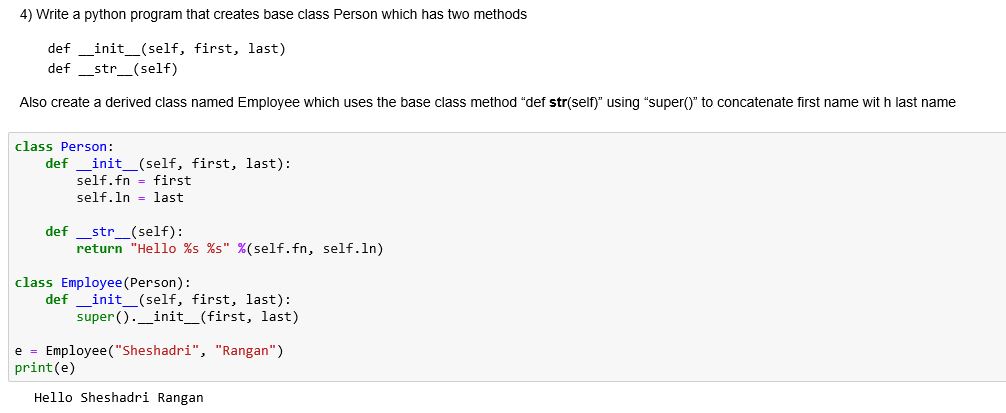 4) Write a python program that creates base class Person which has two methods
def __init__(self, first, last)
def __str__(self)
Also create a derived class named Employee which uses the base class method “def str(self)” using “super()” to concatenate first name wit h last name
class Person:
    def __init__(self, first, last):
        self.fn = first
        self.ln = last
    def __str__(self):
        return "Hello %s %s" %(self.fn, self.ln)
class Employee(Person):
    def __init__(self, first, last):
        super().__init__(first, last)
e = Employee("Sheshadri", "Rangan")
print(e)
Hello Sheshadri Rangan